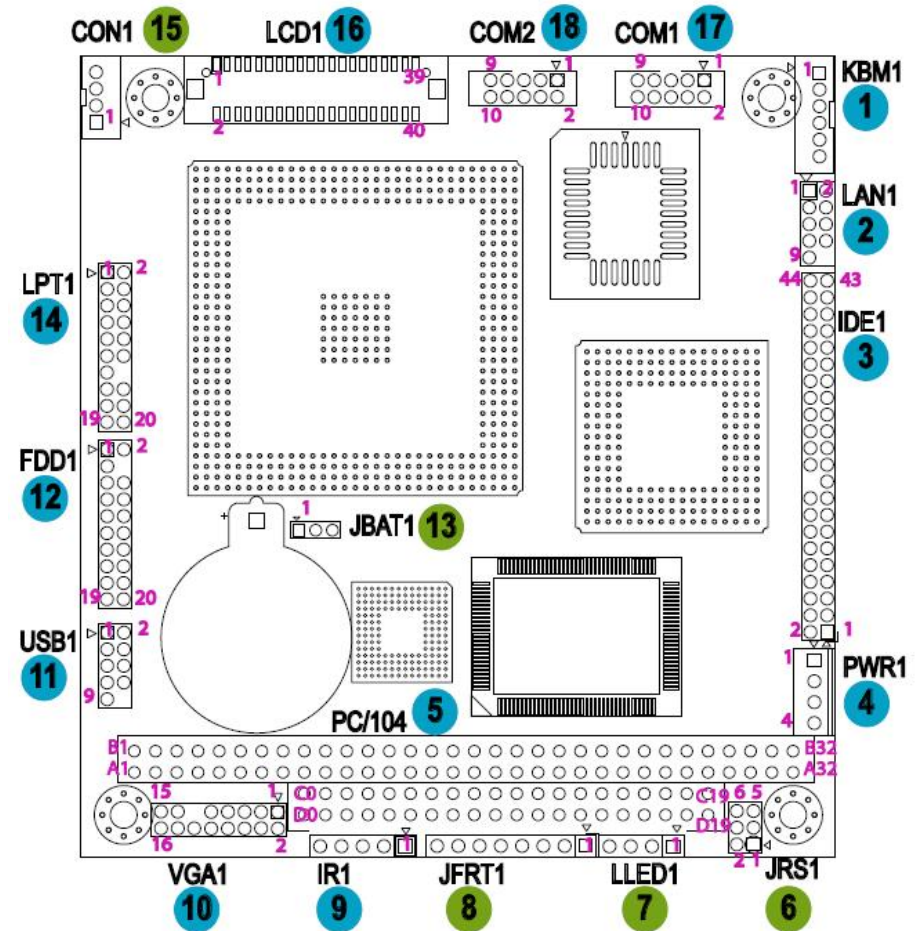 CON1 15 LCD1 16 COM2 18 COM1 17
1 39 9 1 9 1 1 KBM1
1 2 40 10 2 10 2 1
1 2 LAN1
2
9
1 2 44 43
LPT1 IDE1
14 3
19 20
1 2
FDD1
12 1
+ JBAT1 13
19 20
1 2 2 1
USB1 1 PWR1
11 4
9 4
PC/104 5
B1 B32
A1 A32
15 1 C0 C19 6 5
D0 D19
16 2 1 1 1 2 1
VGA1 IR1 JFRT1 LLED1 JRS1
10 9 8 7 6